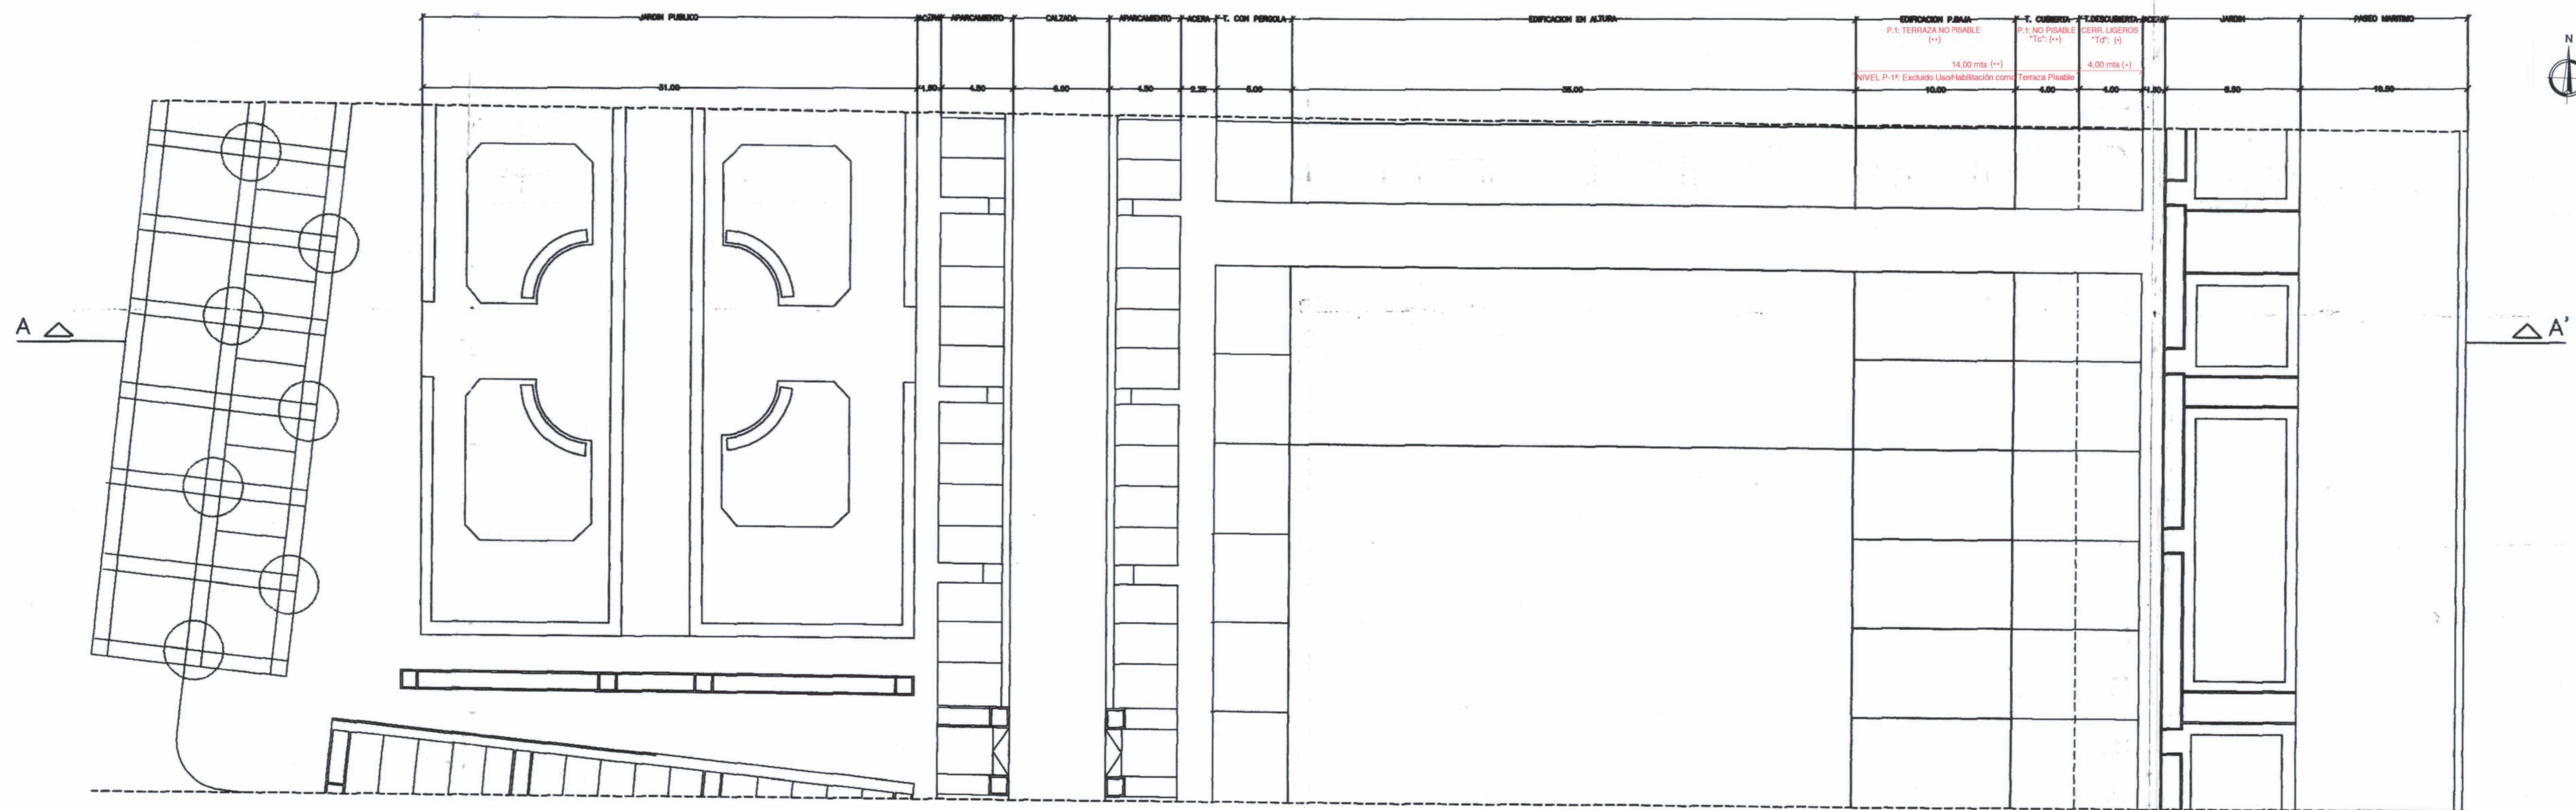 JARDIN PUBLICO ACERA APARCAMIENTO CALZADA APARCAMIENTO ACERA T. CON PERGOLA EDIFICACION EN ALTURA EDIFICACION P.BAJA T. CUBIERTA T.DESCUBIERTA ACERA JARDIN PASEO MARITIMO
P.1: TERRAZA NO PISABLE P.1: NO PISABLE CERR. LIGEROS
(••) "Tc": (••) "Td": (•)
N
14,00 mts (••) 4,00 mts (•)
NIVEL P-1ª: Excluido Uso/Habilitación como Terraza Pisable
31.00 1.50 4.50 6.00 4.50 2.25 5.00 35.00 10.00 4.00 4.00 1.50 8.50 10.50
A A'